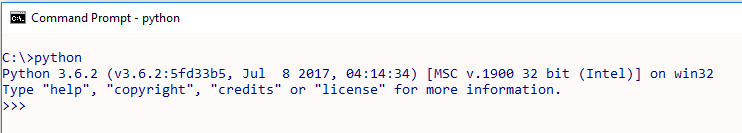 Command Prompt - python
C:\>python
Python 3.6.2 (v3.6.2:5fd33b5, Jul  8 2017, 04:14:34) [MSC v.1900 32 bit (Intel)] on win32
Type "help", "copyright", "credits" or "license" for more information.
>>>